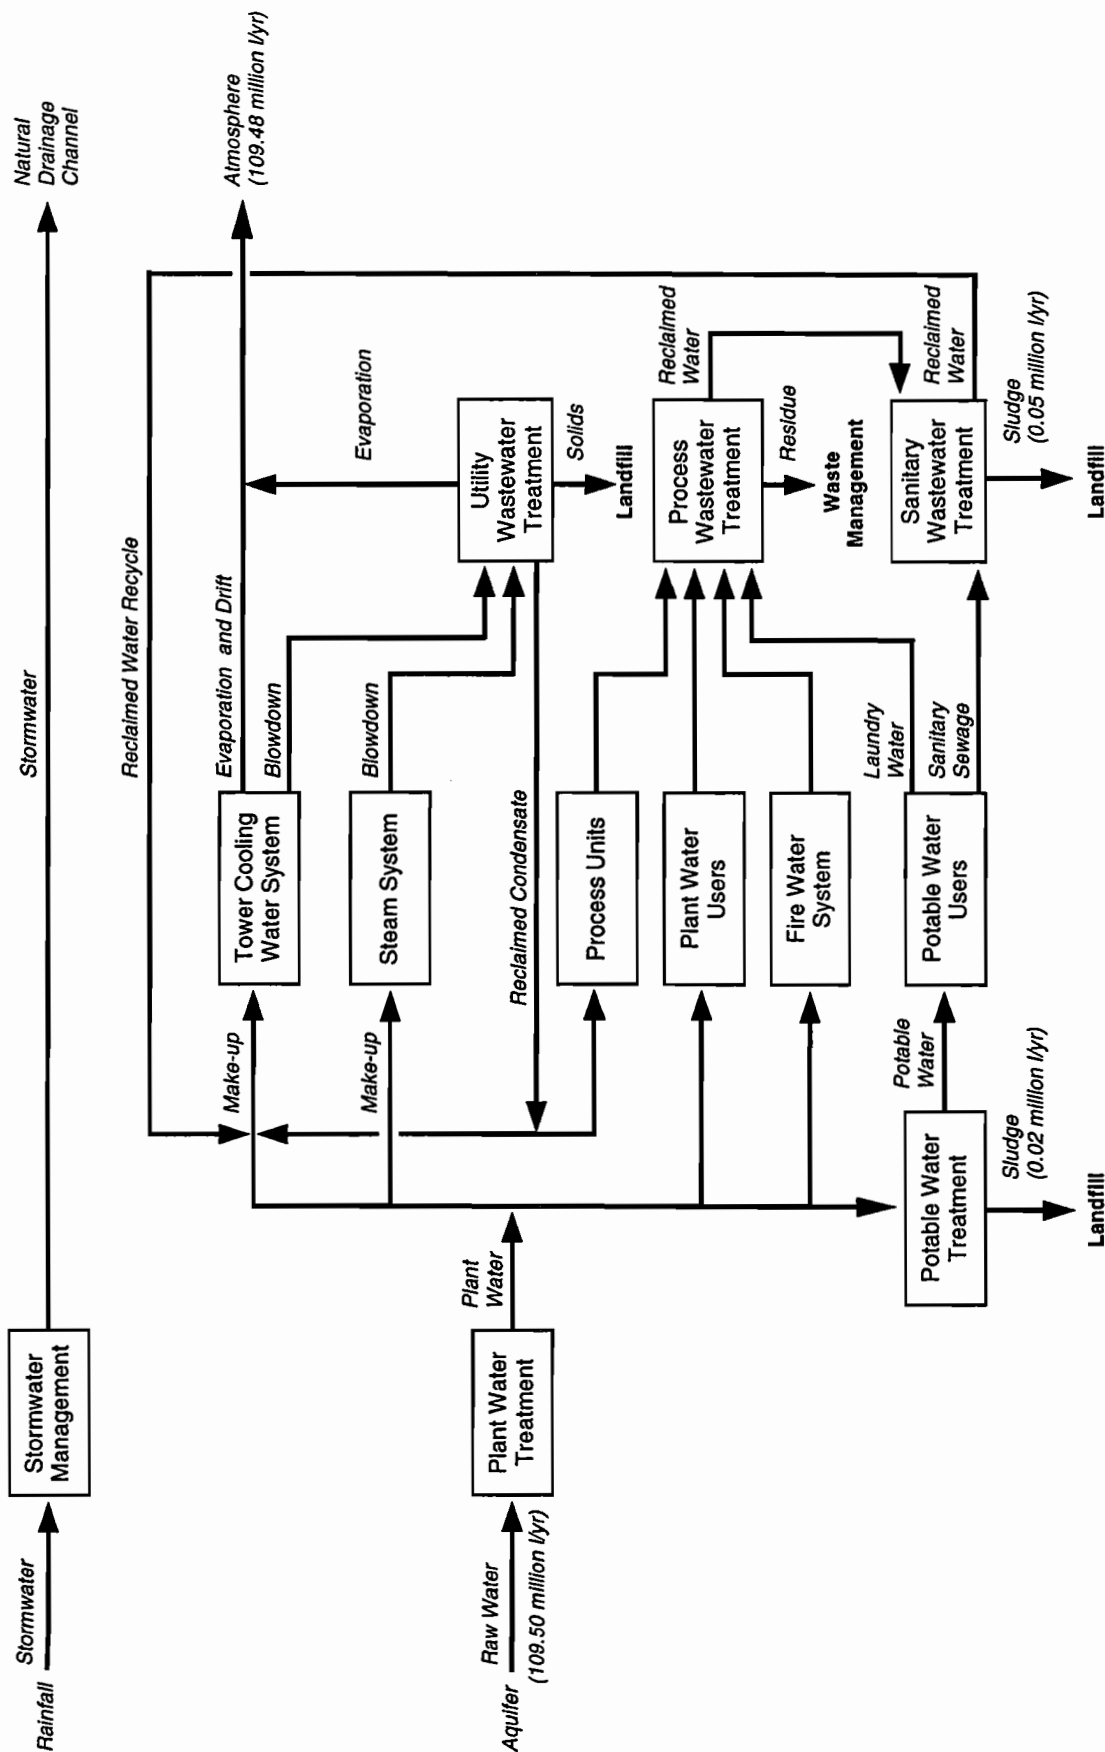 Rainfall
Stormwater
Stormwater
Management
Stormwater
Natural
Drainage
Channel
Reclaimed Water Recycle
Aquifer
Raw Water
(109.50 million l/yr)
Plant Water
Treatment
Plant
Water
Make-up
Tower Cooling
Water System
Evaporation and Drift
Blowdown
Atmosphere
(109.48 million l/yr)
Make-up
Steam System
Blowdown
Evaporation
Utility
Wastewater
Treatment
Solids
Landfill
Reclaimed Condensate
Process Units
Plant Water
Users
Fire Water
System
Process
Wastewater
Treatment
Reclaimed
Water
Residue
Waste
Management
Potable Water
Treatment
Potable
Water
Potable Water
Users
Laundry
Water
Sanitary
Sewage
Sanitary
Wastewater
Treatment
Reclaimed
Water
Sludge
(0.02 million l/yr)
Landfill
Sludge
(0.05 million l/yr)
Landfill